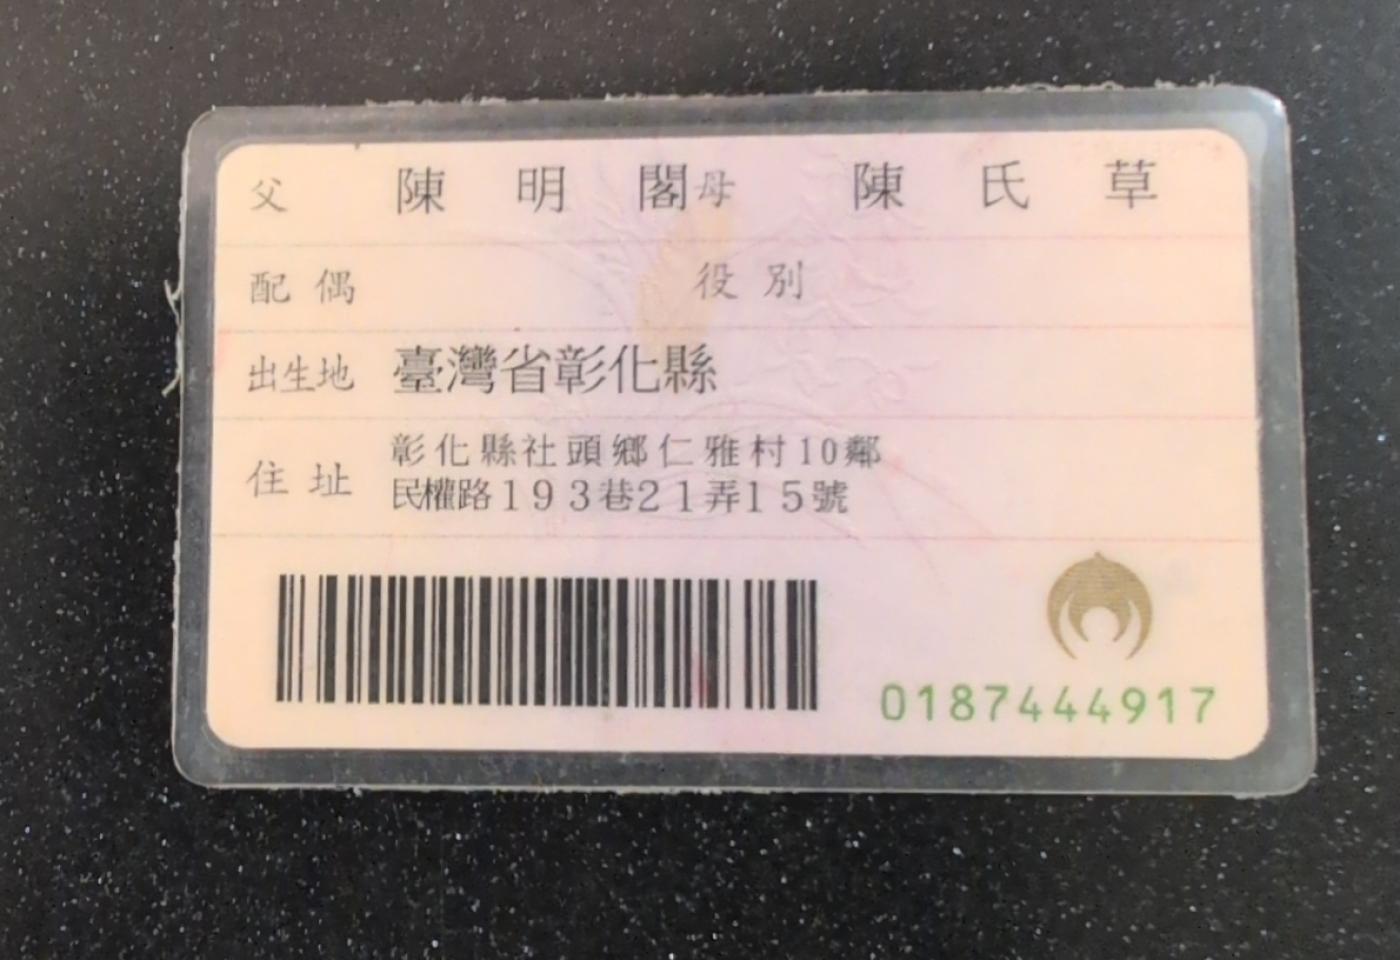 父 陳明閣 母 陳氏草
配偶 役別
出生地 臺灣省彰化縣
住址 彰化縣社頭鄉仁雅村10鄰
民權路193巷21弄15號
0187444917